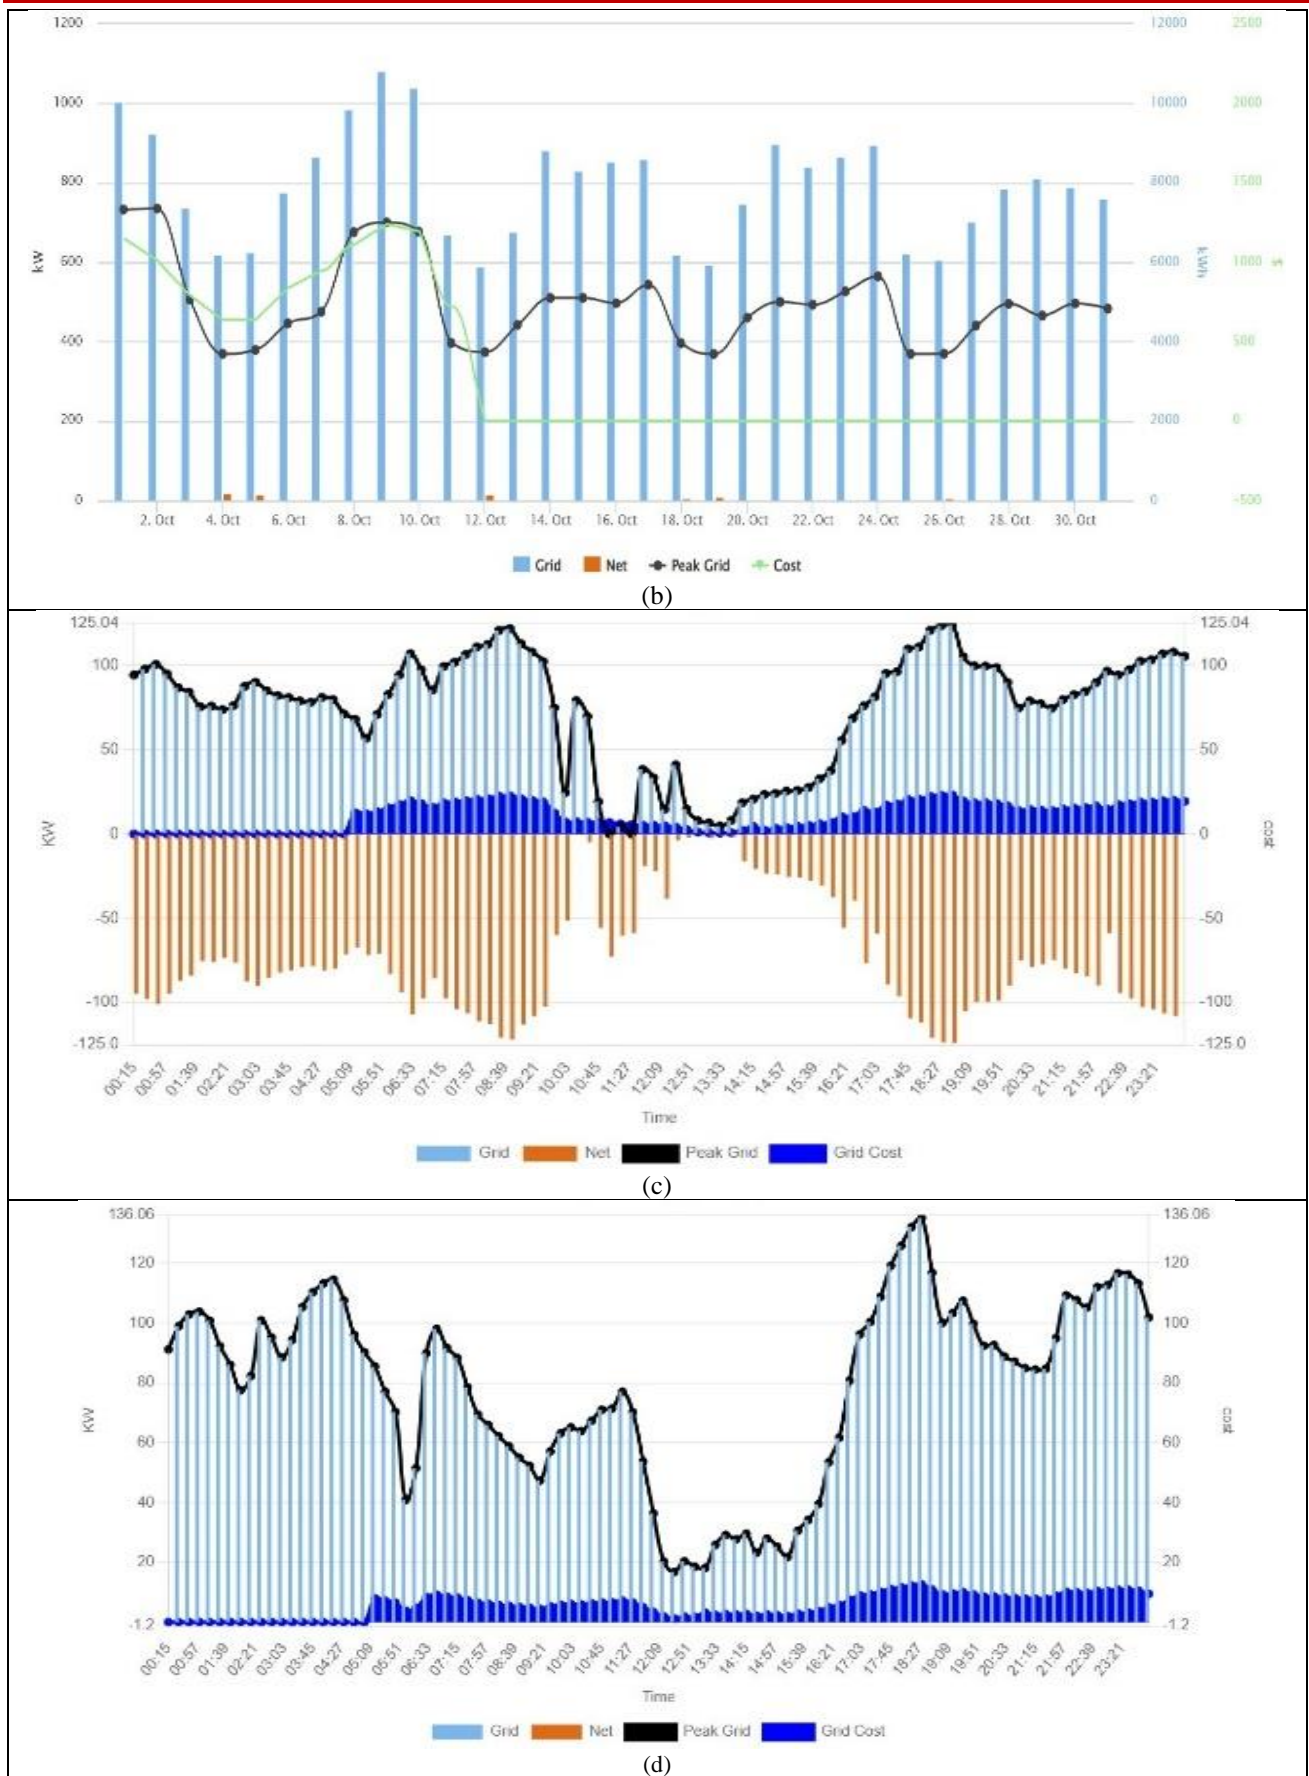 1200 12000 2500
1000 10000 2000
800 8000 1500
600 6000 1000
kW kWh $
400 4000 500
200 2000 0
0 0 -500
2. Oct 4. Oct 6. Oct 8. Oct 10. Oct 12. Oct 14. Oct 16. Oct 18. Oct 20. Oct 22. Oct 24. Oct 26. Oct 28. Oct 30. Oct
Grid Net Peak Grid Cost
(b)
125.04 125.04
100 100
50 50
0 0
KW cost
-50 -50
-100 -100
-125.0 -125.0
00:15 00:57 01:39 02:21 03:03 03:45 04:27 05:09 05:51 06:33 07:15 07:57 08:39 09:21 10:03 10:45 11:27 12:09 12:51 13:33 14:15 14:57 15:39 16:21 17:03 17:45 18:27 19:09 19:51 20:33 21:15 21:57 22:39 23:21
Time
Grid Net Peak Grid Grid Cost
(c)
136.06 136.06
120 120
100 100
80 80
KW cost
60 60
40 40
20 20
-1.2 -1.2
00:15 00:57 01:39 02:21 03:03 03:45 04:27 05:09 05:51 06:33 07:15 07:57 08:39 09:21 10:03 10:45 11:27 12:09 12:51 13:33 14:15 14:57 15:39 16:21 17:03 17:45 18:27 19:09 19:51 20:33 21:15 21:57 22:39 23:21
Time
Grid Net Peak Grid Grid Cost
(d)